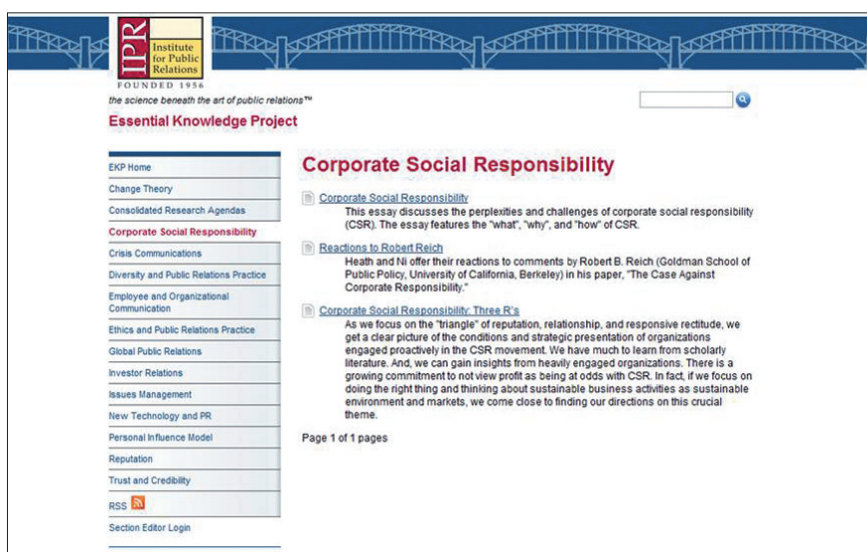 IPR
Institute
for Public
Relations
FOUNDED 1956
the science beneath the art of public relations™
Essential Knowledge Project
EKP Home
Change Theory
Consolidated Research Agendas
Corporate Social Responsibility
Crisis Communications
Diversity and Public Relations Practice
Employee and Organizational
Communication
Ethics and Public Relations Practice
Global Public Relations
Investor Relations
Issues Management
New Technology and PR
Personal Influence Model
Reputation
Trust and Credibility
RSS
Section Editor Login
Corporate Social Responsibility
Corporate Social Responsibility
This essay discusses the perplexities and challenges of corporate social responsibility
(CSR). The essay features the "what", "why", and "how" of CSR.
Reactions to Robert Reich
Heath and Ni offer their reactions to comments by Robert B. Reich (Goldman School of
Public Policy, University of California, Berkeley) in his paper, "The Case Against
Corporate Responsibility."
Corporate Social Responsibility: Three R's
As we focus on the "triangle" of reputation, relationship, and responsive rectitude, we
get a clear picture of the conditions and strategic presentation of organizations
engaged proactively in the CSR movement. We have much to learn from scholarly
literature. And, we can gain insights from heavily engaged organizations. There is a
growing commitment to not view profit as being at odds with CSR. In fact, if we focus on
doing the right thing and thinking about sustainable business activities as sustainable
environment and markets, we come close to finding our directions on this crucial
theme.
Page 1 of 1 pages